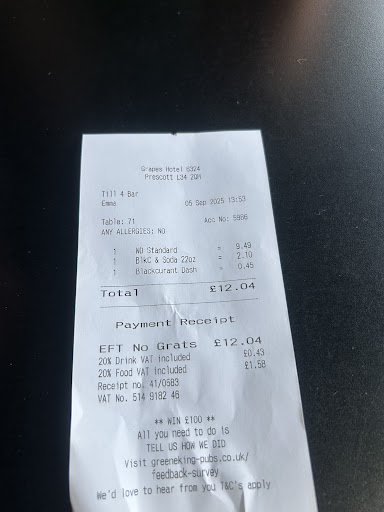 Grapes Hotel 6324
Prescott L34 2QH
Till 4 Bar
Emma 05 Sep 2025 13:53
Table: 71 Acc No: 5966
ANY ALLERGIES: NO
1 WD Standard = 9.49
1 BlkC & Soda 22oz = 2.10
1 Blackcurant Dash = 0.45
Total £12.04
Payment Receipt
EFT No Grats £12.04
20% Drink VAT included £0.43
20% Food VAT included £1.58
Receipt no. 41/0583
VAT No. 514 9182 46
** WIN £100 **
All you need to do is
TELL US HOW WE DID
Visit greeneking-pubs.co.uk/
feedback-survey
We'd love to hear from you T&C's apply